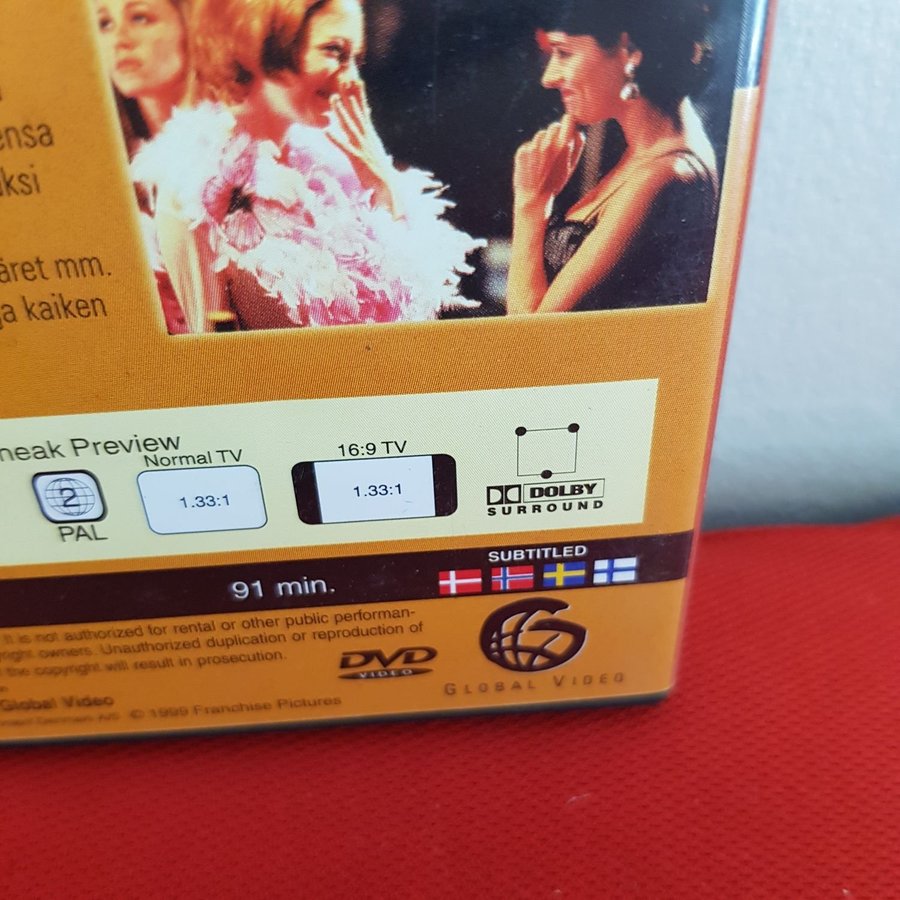 ensa
ksi
äret mm.
ja kaiken
neak Preview
Normal TV
16:9 TV
2
1.33:1
1.33:1
PAL
DOLBY
SURROUND
SUBTITLED
91 min.
It is not authorized for rental or other public performan-
right owners. Unauthorized duplication or reproduction of
the copyright will result in prosecution.
DVD
VIDEO
Global Video
GLOBAL VIDEO
© 1999 Franchise Pictures